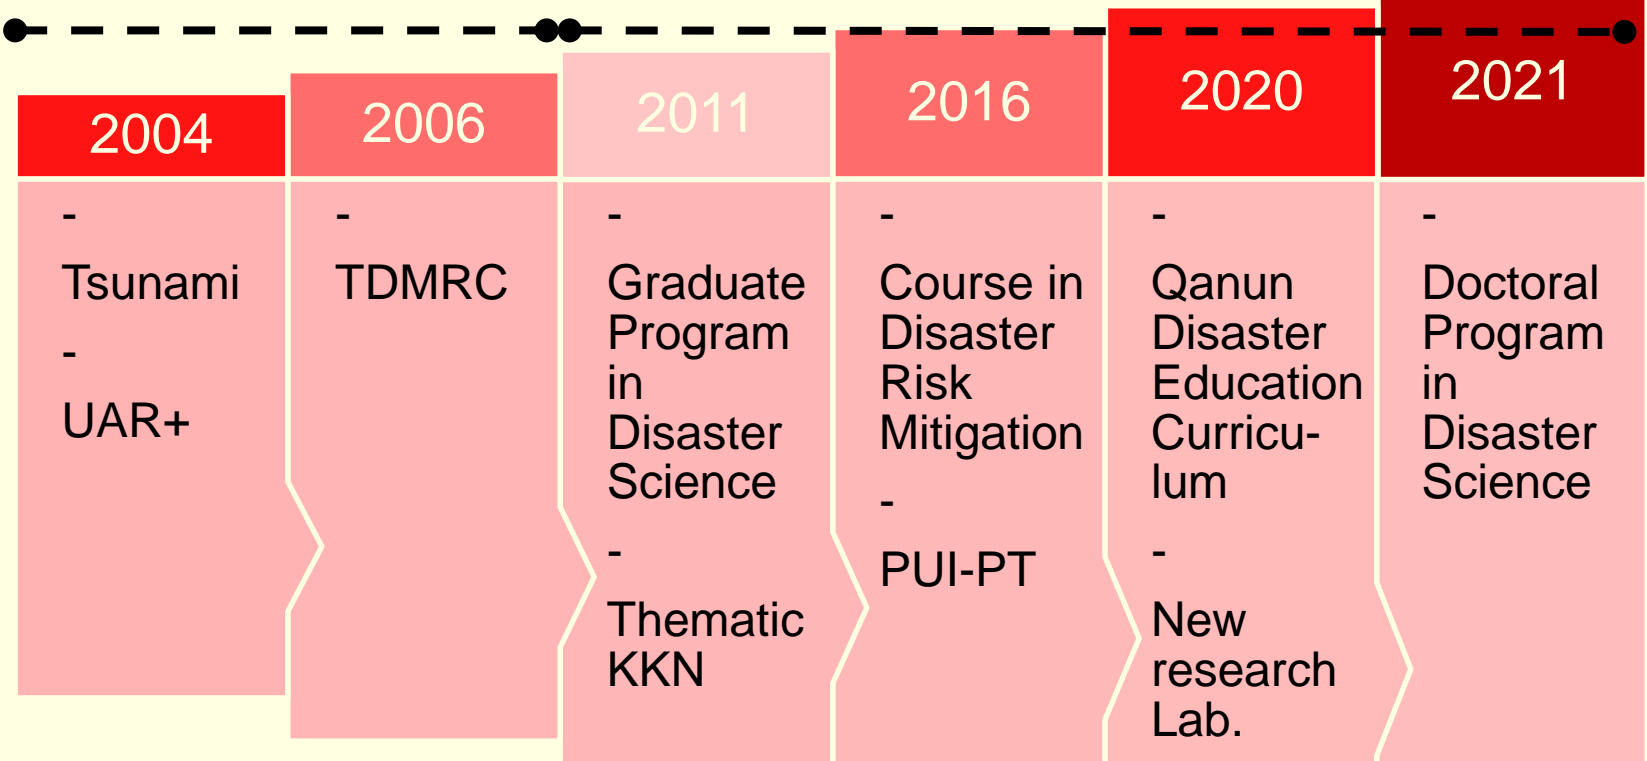 2004
-
Tsunami
-
UAR+
2006
-
TDMRC
2011
-
Graduate
Program
in
Disaster
Science
-
Thematic
KKN
2016
-
Course in
Disaster
Risk
Mitigation
-
PUI-PT
2020
-
Qanun
Disaster
Education
Curricu-
lum
-
New
research
Lab.
2021
-
Doctoral
Program
in
Disaster
Science